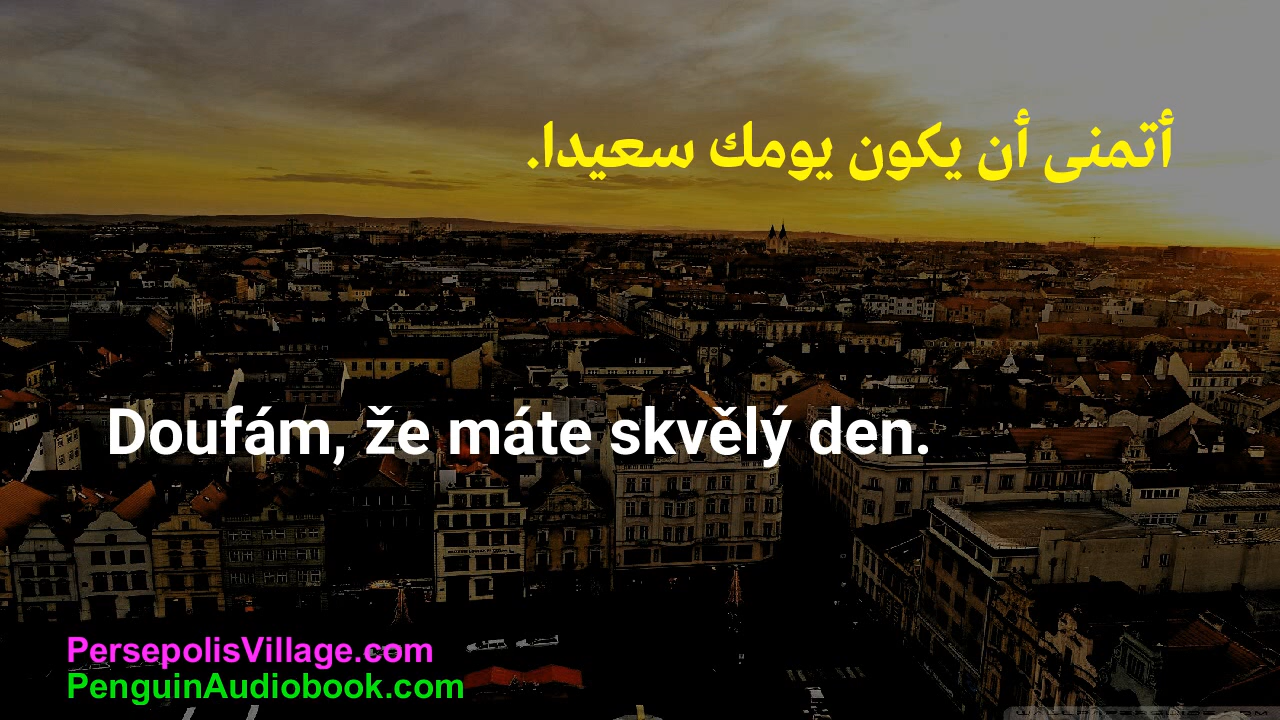 أتمنى أن يكون يومك سعيدا.
Doufám, že máte skvělý den.
PersepolisVillage.com
PenguinAudiobook.com